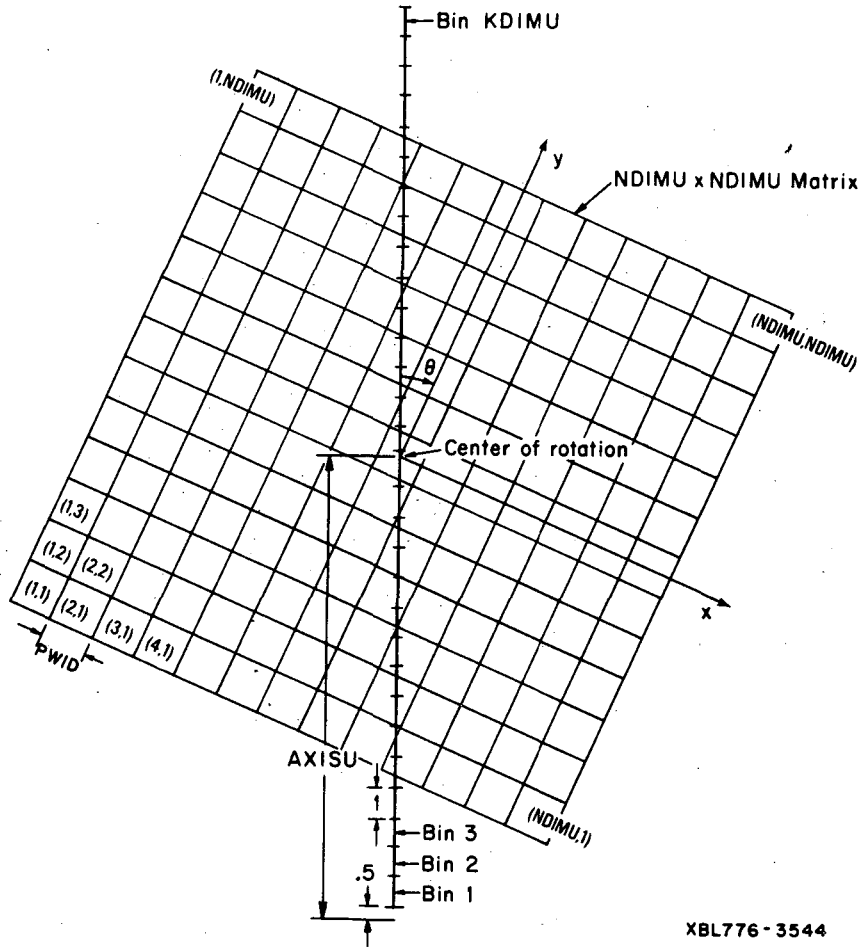 Bin KDIMU
(1,NDIMU)
y
NDIMU x NDIMU Matrix
(NDIMU,NDIMU)
θ
Center of rotation
(1,3)
(1,2) (2,2)
(1,1) (2,1) (3,1) (4,1)
x
PWID
AXISU
1
(NDIMU,1)
Bin 3
Bin 2
.5
Bin 1
XBL776-3544